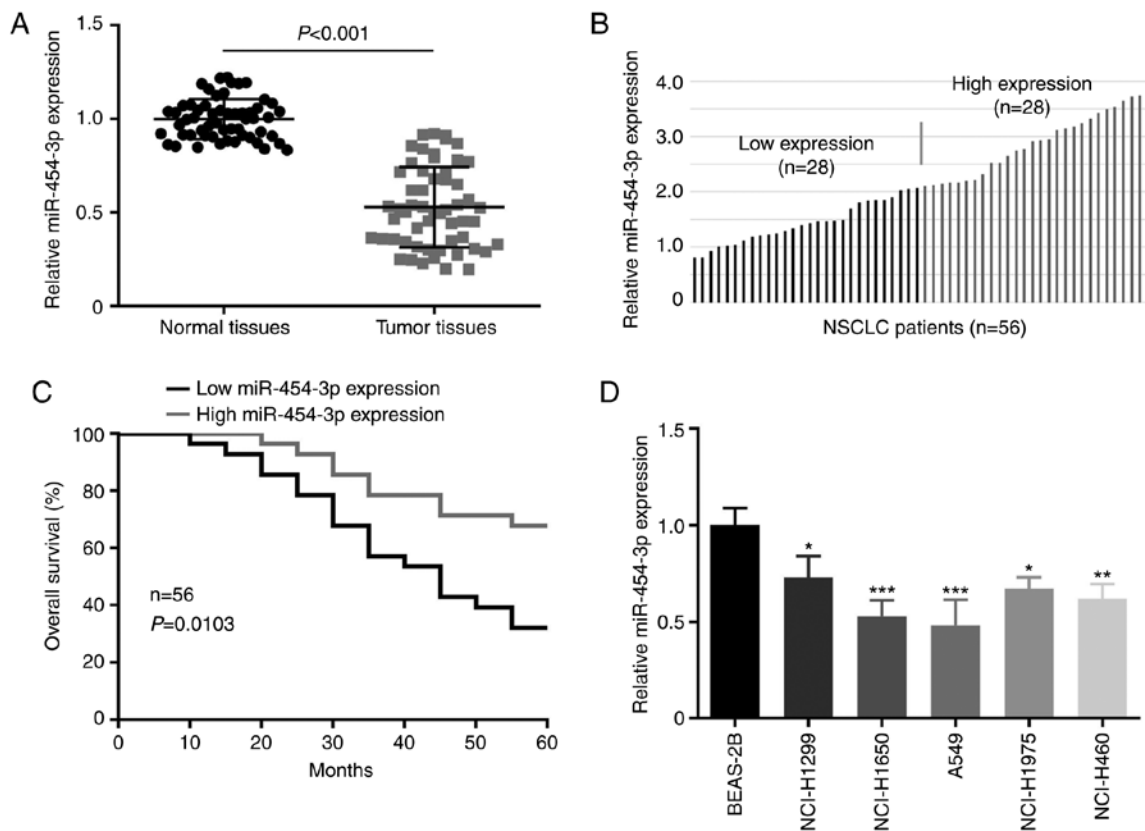 A
Relative miR-454-3p expression
1.5
1.0
0.5
0
P<0.001
Normal tissues
Tumor tissues
B
Relative miR-454-3p expression
4.0
3.0
2.0
1.0
0
Low expression
(n=28)
High expression
(n=28)
NSCLC patients (n=56)
C
Low miR-454-3p expression
High miR-454-3p expression
Overall survival (%)
100
80
60
40
20
0
n=56
P=0.0103
0
10
20
30
40
50
60
Months
D
Relative miR-454-3p expression
1.5
1.0
0.5
0
*
***
***
*
**
BEAS-2B
NCI-H1299
NCI-H1650
A549
NCI-H1975
NCI-H460